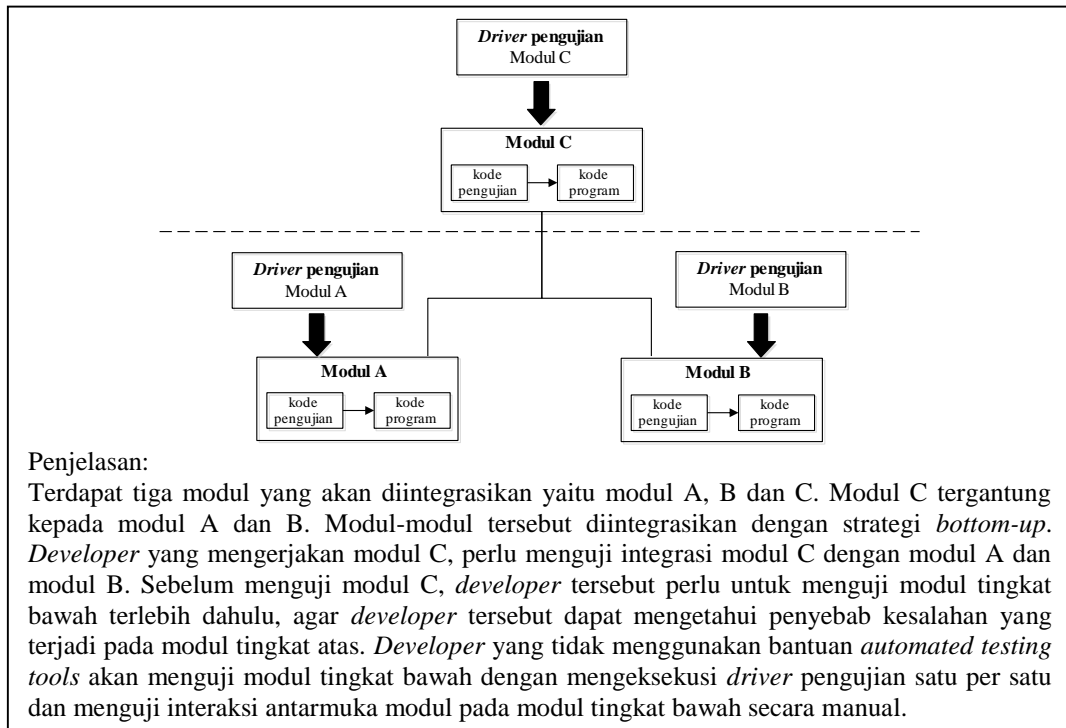 Driver pengujian
Modul C
Modul C
kode
pengujian
kode
program
Driver pengujian
Modul A
Driver pengujian
Modul B
Modul A
kode
pengujian
kode
program
Modul B
kode
pengujian
kode
program
Penjelasan:
Terdapat tiga modul yang akan diintegrasikan yaitu modul A, B dan C. Modul C tergantung
kepada modul A dan B. Modul-modul tersebut diintegrasikan dengan strategi bottom-up.
Developer yang mengerjakan modul C, perlu menguji integrasi modul C dengan modul A dan
modul B. Sebelum menguji modul C, developer tersebut perlu untuk menguji modul tingkat
bawah terlebih dahulu, agar developer tersebut dapat mengetahui penyebab kesalahan yang
terjadi pada modul tingkat atas. Developer yang tidak menggunakan bantuan automated testing
tools akan menguji modul tingkat bawah dengan mengeksekusi driver pengujian satu per satu
dan menguji interaksi antarmuka modul pada modul tingkat bawah secara manual.